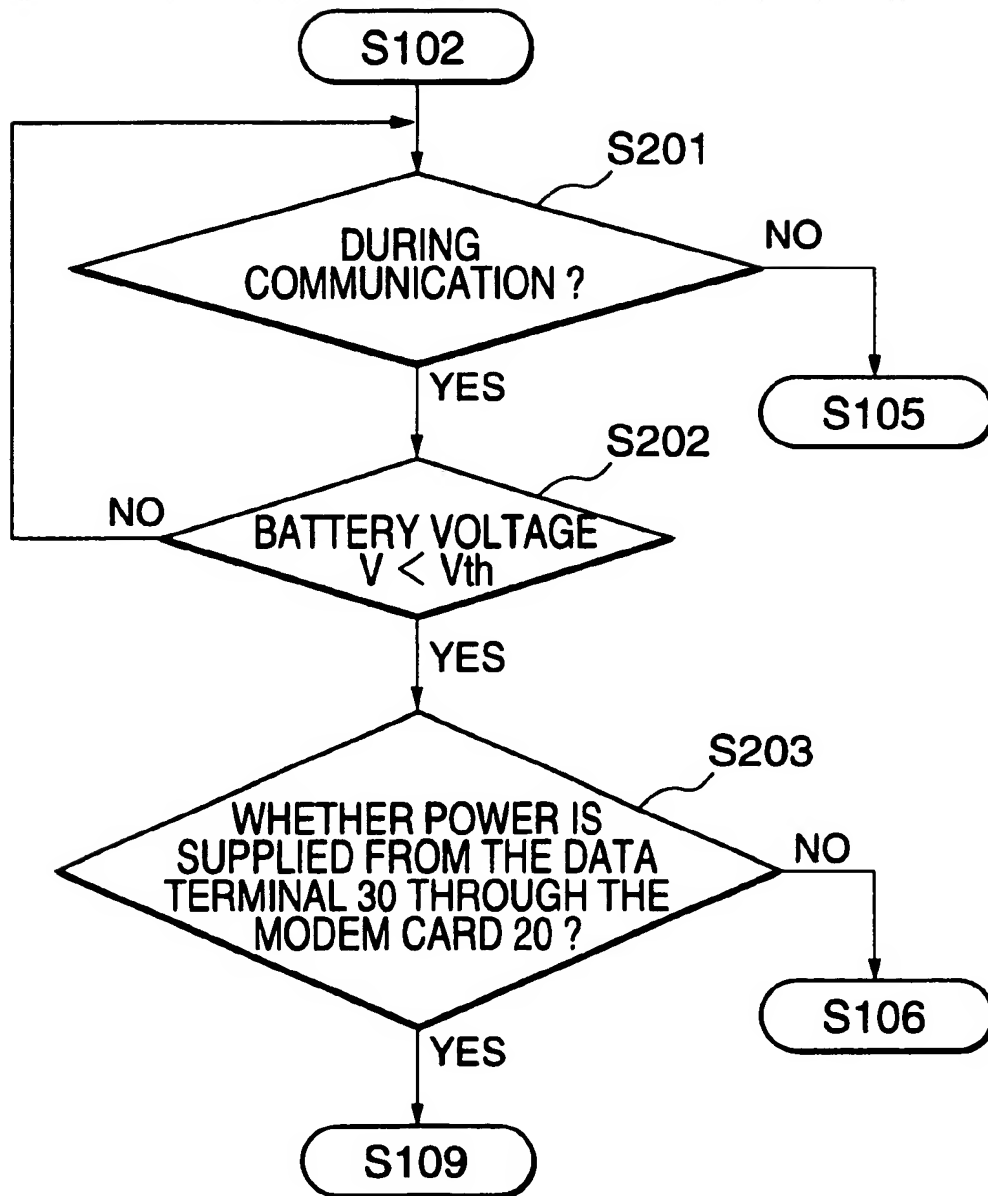 S102
S201
DURING
COMMUNICATION ?
NO
YES
S105
S202
NO
BATTERY VOLTAGE
V < Vth
YES
S203
WHETHER POWER IS
SUPPLIED FROM THE DATA
TERMINAL 30 THROUGH THE
MODEM CARD 20 ?
NO
S106
YES
S109